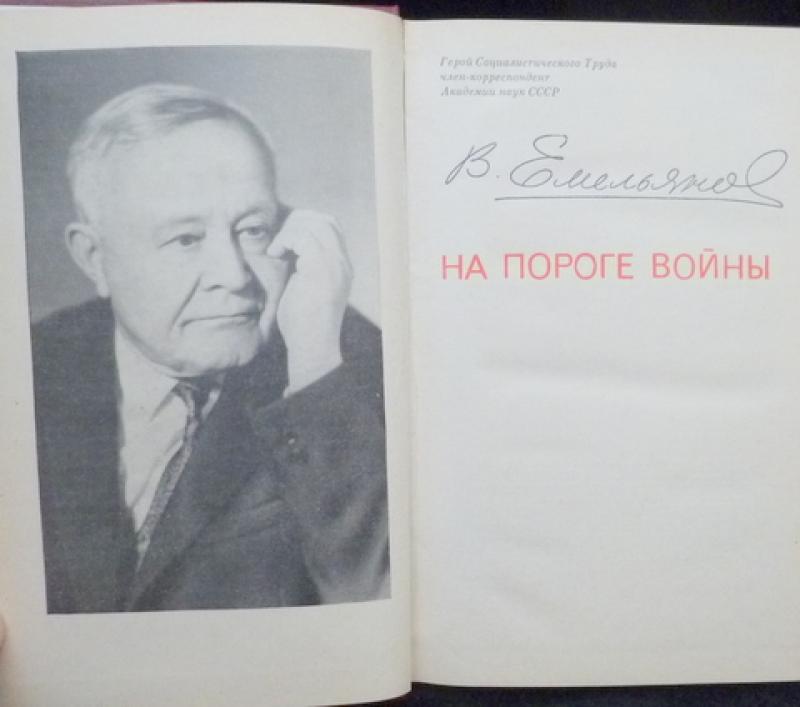 Герой Социалистического Труда
член-корреспондент
Академии наук СССР
В. Емельянов
НА ПОРОГЕ ВОЙНЫ